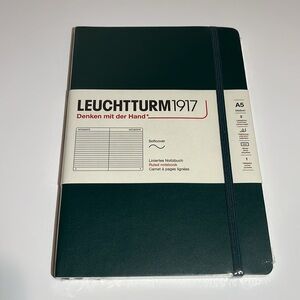 LEUCHTTURM1917
Denken mit der Hand
Softcover
Liniertes Notizbuch
Ruled notebook
Carnet à pages lignées
A5